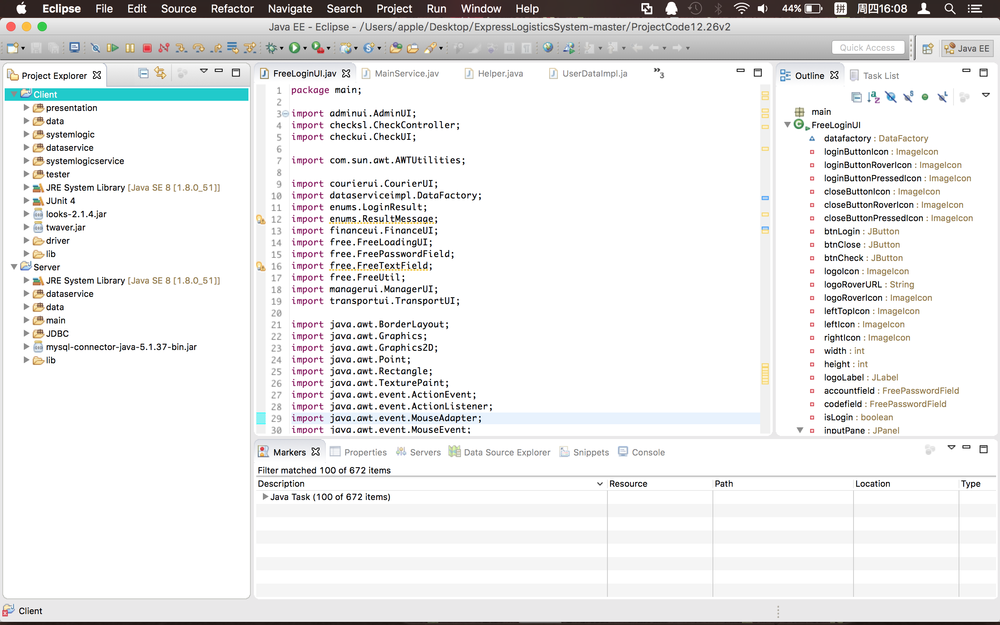 Eclipse File Edit Source Refactor Navigate Search Project Run Window Help 44% 拼 周四16:08
Java EE - Eclipse - /Users/apple/Desktop/ExpressLogisticsSystem-master/ProjectCode12.26v2
Quick Access
Java EE
Project Explorer
Client
presentation
data
systemlogic
dataservice
systemlogicservice
tester
JRE System Library [Java SE 8 [1.8.0_51]]
JUnit 4
looks-2.1.4.jar
twaver.jar
driver
lib
Server
JRE System Library [Java SE 8 [1.8.0_51]]
dataservice
data
main
JDBC
mysql-connector-java-5.1.37-bin.jar
lib
FreeLoginUI.jav MainService.java Helper.java UserDataImpl.ja »3
1 package main;
2
3 import adminui.AdminUI;
4 import checksl.CheckController;
5 import checkui.CheckUI;
6
7 import com.sun.awt.AWTUtilities;
8
9 import courierui.CourierUI;
10 import dataserviceimpl.DataFactory;
11 import enums.LoginResult;
12 import enums.ResultMessage;
13 import financeui.FinanceUI;
14 import free.FreeLoadingUI;
15 import free.FreePasswordField;
16 import free.FreeTextField;
17 import free.FreeUtil;
18 import managerui.ManagerUI;
19 import transportui.TransportUI;
20
21 import java.awt.BorderLayout;
22 import java.awt.Graphics;
23 import java.awt.Graphics2D;
24 import java.awt.Point;
25 import java.awt.Rectangle;
26 import java.awt.TexturePaint;
27 import java.awt.event.ActionEvent;
28 import java.awt.event.ActionListener;
29 import java.awt.event.MouseAdapter;
30 import java.awt.event.MouseEvent;
Outline Task List
main
FreeLoginUI
datafactory : DataFactory
loginButtonIcon : ImageIcon
loginButtonRoverIcon : ImageIcon
loginButtonPressedIcon : ImageIcon
closeButtonIcon : ImageIcon
closeButtonRoverIcon : ImageIcon
closeButtonPressedIcon : ImageIcon
btnLogin : JButton
btnClose : JButton
btnCheck : JButton
logoIcon : ImageIcon
logoRoverURL : String
logoRoverIcon : ImageIcon
leftTopIcon : ImageIcon
leftIcon : ImageIcon
rightIcon : ImageIcon
width : int
height : int
logoLabel : JLabel
accountfield : FreePasswordField
codefield : FreePasswordField
isLogin : boolean
inputPane : JPanel
Markers Properties Servers Data Source Explorer Snippets Console
Filter matched 100 of 672 items
Description Resource Path Location Type
Java Task (100 of 672 items)
Client